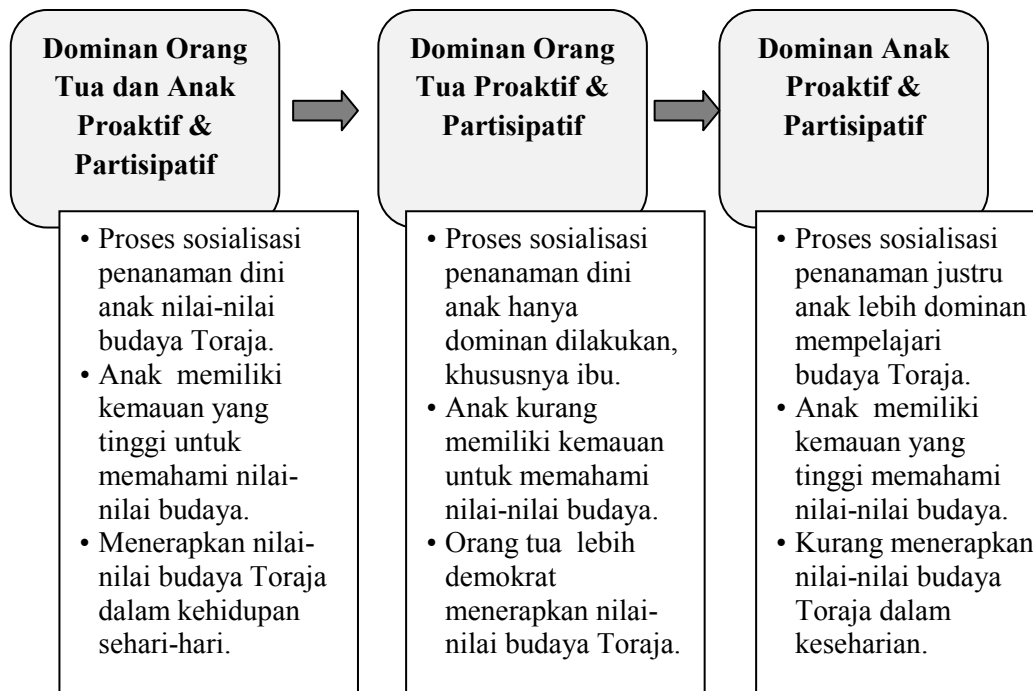 Dominan Orang
Tua dan Anak
Proaktif &
Partisipatif
• Proses sosialisasi
penanaman dini
anak nilai-nilai
budaya Toraja.
• Anak memiliki
kemauan yang
tinggi untuk
memahami nilai-
nilai budaya.
• Menerapkan nilai-
nilai budaya Toraja
dalam kehidupan
sehari-hari.
Dominan Orang
Tua Proaktif &
Partisipatif
• Proses sosialisasi
penanaman dini
anak hanya
dominan dilakukan,
khususnya ibu.
• Anak kurang
memiliki kemauan
untuk memahami
nilai-nilai budaya.
• Orang tua lebih
demokrat
menerapkan nilai-
nilai budaya Toraja.
Dominan Anak
Proaktif &
Partisipatif
• Proses sosialisasi
penanaman justru
anak lebih dominan
mempelajari
budaya Toraja.
• Anak memiliki
kemauan yang
tinggi memahami
nilai-nilai budaya.
• Kurang menerapkan
nilai-nilai budaya
Toraja dalam
keseharian.